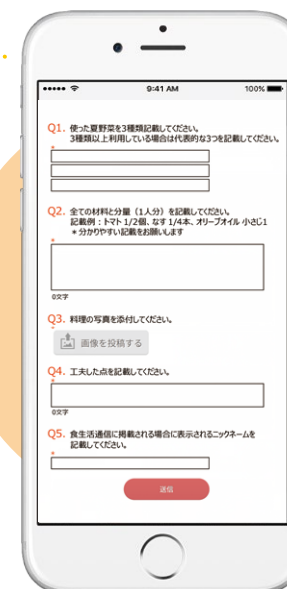 9:41 AM
100%
Q1. 使った夏野菜を3種類記載してください。
3種類以上利用している場合は代表的な3つを記載してください。
*
Q2. 全ての材料と分量（1人分）を記載してください。
記載例：トマト 1/2個、なす 1/4本、オリーブオイル 小さじ1
＊分かりやすい記載をお願いします
*
0文字
Q3. 料理の写真を添付してください。
*
画像を投稿する
Q4. 工夫した点を記載してください。
*
0文字
Q5. 食生活通信に掲載される場合に表示されるニックネームを
記載してください。
*
送信